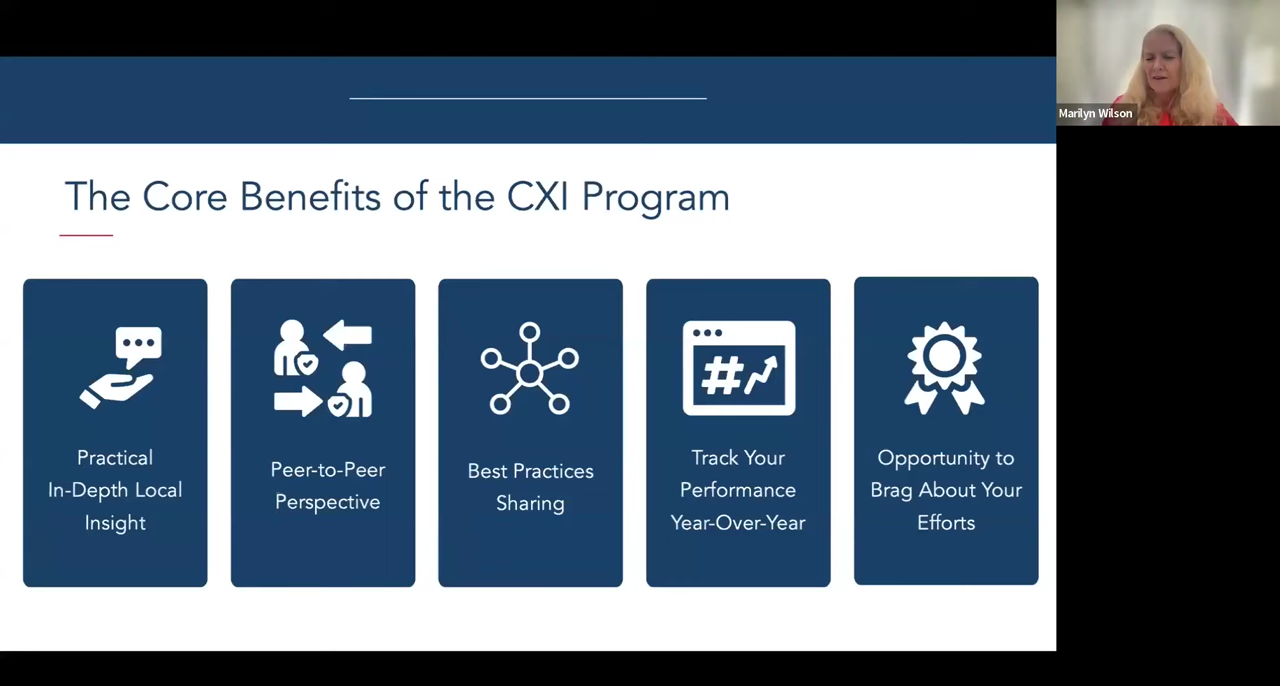 The Core Benefits of the CXI Program
Practical
In-Depth Local
Insight
Peer-to-Peer
Perspective
Best Practices
Sharing
#
Track Your
Performance
Year-Over-Year
Opportunity to
Brag About Your
Efforts
Marilyn Wilson